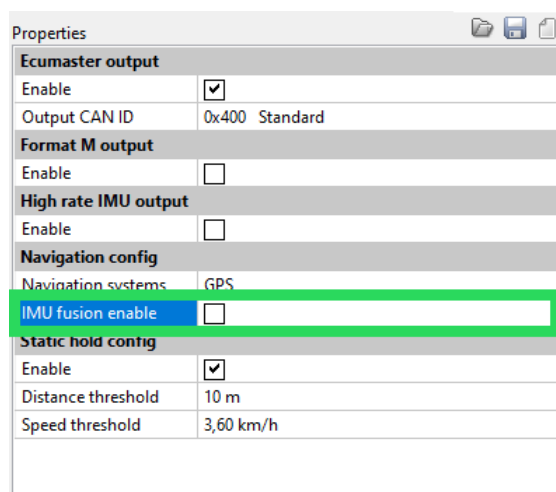 Properties
Ecumaster output
Enable
Output CAN ID 0x400 Standard
Format M output
Enable
High rate IMU output
Enable
Navigation config
Navigation systems GPS
IMU fusion enable
Static hold config
Enable
Distance threshold 10 m
Speed threshold 3,60 km/h